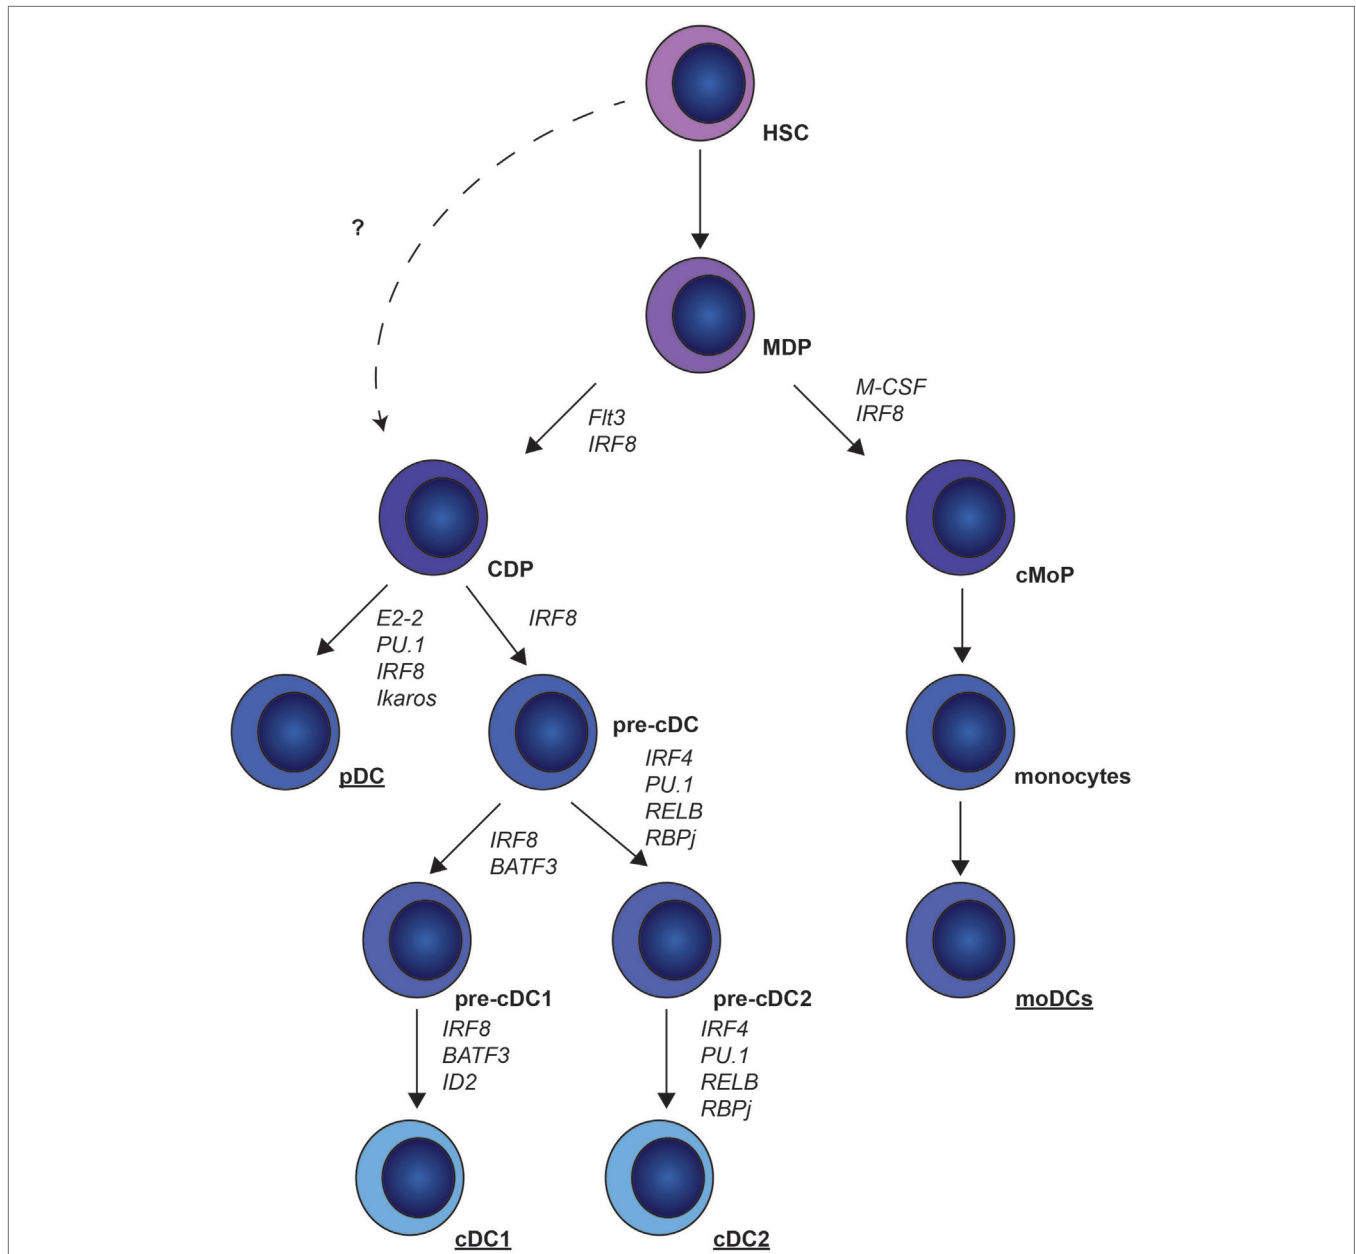 HSC
?
MDP
Flt3
IRF8
M-CSF
IRF8
CDP
cMoP
E2-2
PU.1
IRF8
Ikaros
IRF8
pDC
pre-cDC
IRF4
PU.1
RELB
RBPj
monocytes
IRF8
BATF3
pre-cDC1
IRF8
BATF3
ID2
pre-cDC2
IRF4
PU.1
RELB
RBPj
moDCs
cDC1
cDC2